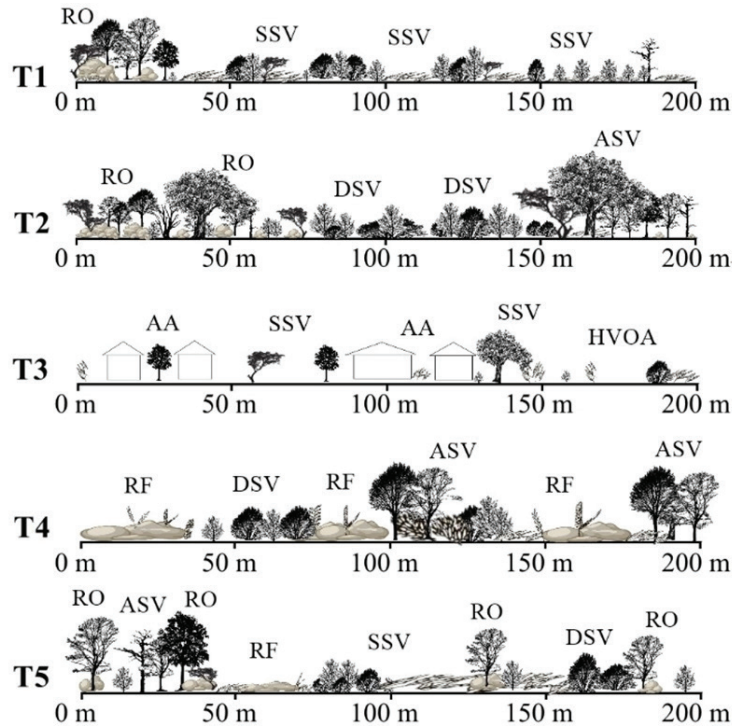 RO SSV SSV SSV
T1
0 m 50 m 100 m 150 m 200 m
RO RO DSV DSV ASV
T2
0 m 50 m 100 m 150 m 200 m
AA SSV AA SSV HVOA
T3
0 m 50 m 100 m 150 m 200 m
RF DSV RF ASV RF ASV
T4
0 m 50 m 100 m 150 m 200 m
RO ASV RO RF SSV RO DSV RO
T5
0 m 50 m 100 m 150 m 200 m